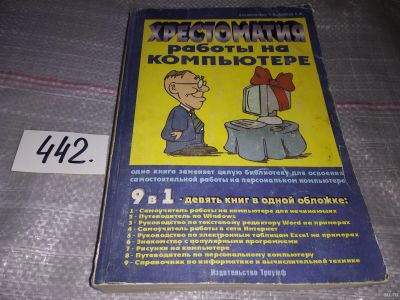 ХРЕСТОМАТИЯ
работы на
КОМПЬЮТЕРЕ
442.
одна книга заменяет целую библиотеку для освоения
самостоятельной работы на персональном компьютере
9 в 1 - девять книг в одной обложке:
1 - Самоучитель работы на компьютере для начинающих
2 - Путеводитель по Windows
3 - Руководство по текстовому редактору Word на примерах
4 - Самоучитель работы в сети Интернет
5 - Руководство по электронным таблицам Excel на примерах
6 - Знакомство с популярными программами
7 - Рисунки на компьютере
8 - Путеводитель по персональному компьютеру
9 - Справочник по информатике и вычислительной технике
Издательство Триумф
au.ru